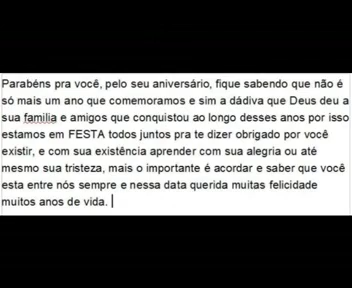 Parabéns pra você, pelo seu aniversário, fique sabendo que não é
só mais um ano que comemoramos e sim a dádiva que Deus deu a
sua familia e amigos que conquistou ao longo desses anos por isso
estamos em FESTA todos juntos pra te dizer obrigado por você
existir, e com sua existência aprender com sua alegria ou até
mesmo sua tristeza, mais o importante é acordar e saber que você
esta entre nós sempre e nessa data querida muitas felicidade
muitos anos de vida.